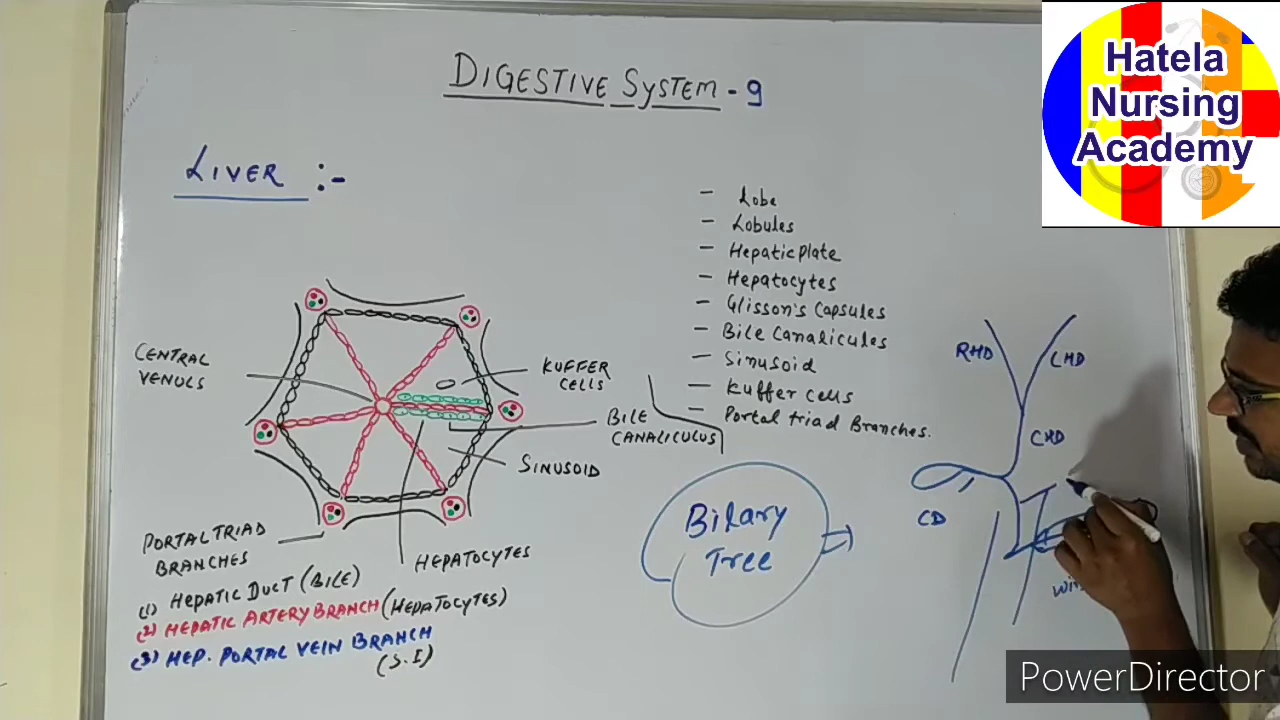 DIGESTIVE SYSTEM - 9
Hatela
Nursing
Academy
LIVER :-
- Lobe
- Lobules
- Hepatic plate
- Hepatocytes
- Glisson's Capsules
- Bile Canalicules
- Sinusoid
- Kuffer cells
- Portal triad Branches.
CENTRAL
VENULS
KUFFER
CELLS
BILE
CANALICULUS
SINUSOID
HEPATOCYTES
PORTAL TRIAD
BRANCHES
(1) HEPATIC DUCT (BILE)
(2) HEPATIC ARTERY BRANCH (HEPATOCYTES)
(3) HEP. PORTAL VEIN BRANCH
(S.I)
Bilary
Tree
RHD
LHD
CHD
CD
PowerDirector